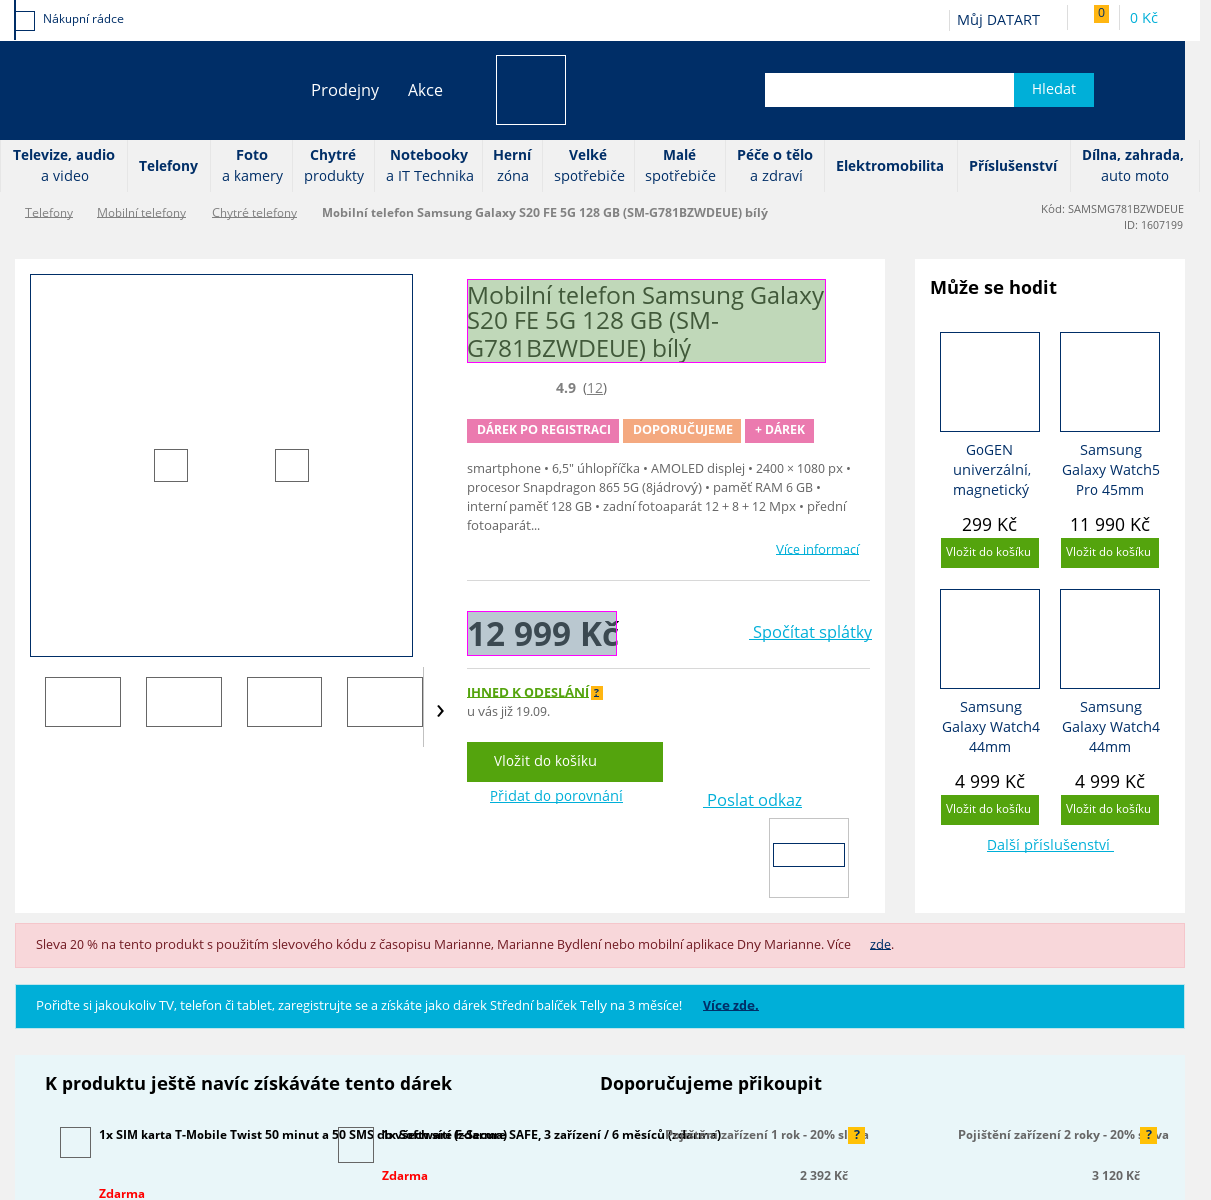 Nákupní rádce
Můj DATART
0
0 Kč
Prodejny
Akce
Hledat
Televize, audio
a video
Telefony
Foto
a kamery
Chytré
produkty
Notebooky
a IT Technika
Herní
zóna
Velké
spotřebiče
Malé
spotřebiče
Péče o tělo
a zdraví
Elektromobilita
Příslušenství
Dílna, zahrada,
auto moto
Telefony
Mobilní telefony
Chytré telefony
Mobilní telefon Samsung Galaxy S20 FE 5G 128 GB (SM-G781BZWDEUE) bílý
Kód: SAMSMG781BZWDEUE
ID: 1607199
Mobilní telefon Samsung Galaxy
S20 FE 5G 128 GB (SM-
G781BZWDEUE) bílý
4.9 (12)
DÁREK PO REGISTRACI
DOPORUČUJEME
+ DÁREK
smartphone • 6,5" úhlopříčka • AMOLED displej • 2400 × 1080 px •
procesor Snapdragon 865 5G (8jádrový) • paměť RAM 6 GB •
interní paměť 128 GB • zadní fotoaparát 12 + 8 + 12 Mpx • přední
fotoaparát...
Více informací
12 999 Kč
Spočítat splátky
IHNED K ODESLÁNÍ ?
u vás již 19.09.
Vložit do košíku
Přidat do porovnání
Poslat odkaz
Může se hodit
GoGEN
univerzální,
magnetický
299 Kč
Vložit do košíku
Samsung
Galaxy Watch5
Pro 45mm
11 990 Kč
Vložit do košíku
Samsung
Galaxy Watch4
44mm
4 999 Kč
Vložit do košíku
Samsung
Galaxy Watch4
44mm
4 999 Kč
Vložit do košíku
Další příslušenství
Sleva 20 % na tento produkt s použitím slevového kódu z časopisu Marianne, Marianne Bydlení nebo mobilní aplikace Dny Marianne. Více zde.
Pořiďte si jakoukoliv TV, telefon či tablet, zaregistrujte se a získáte jako dárek Střední balíček Telly na 3 měsíce! Více zde.
K produktu ještě navíc získáváte tento dárek
Doporučujeme přikoupit
1x SIM karta T-Mobile Twist 50 minut a 50 SMS do všech sítí (zdarma)
Zdarma
1x Software F-Secure SAFE, 3 zařízení / 6 měsíců (zdarma)
Zdarma
Pojištění zařízení 1 rok - 20% sleva
?
2 392 Kč
Pojištění zařízení 2 roky - 20% sleva
?
3 120 Kč